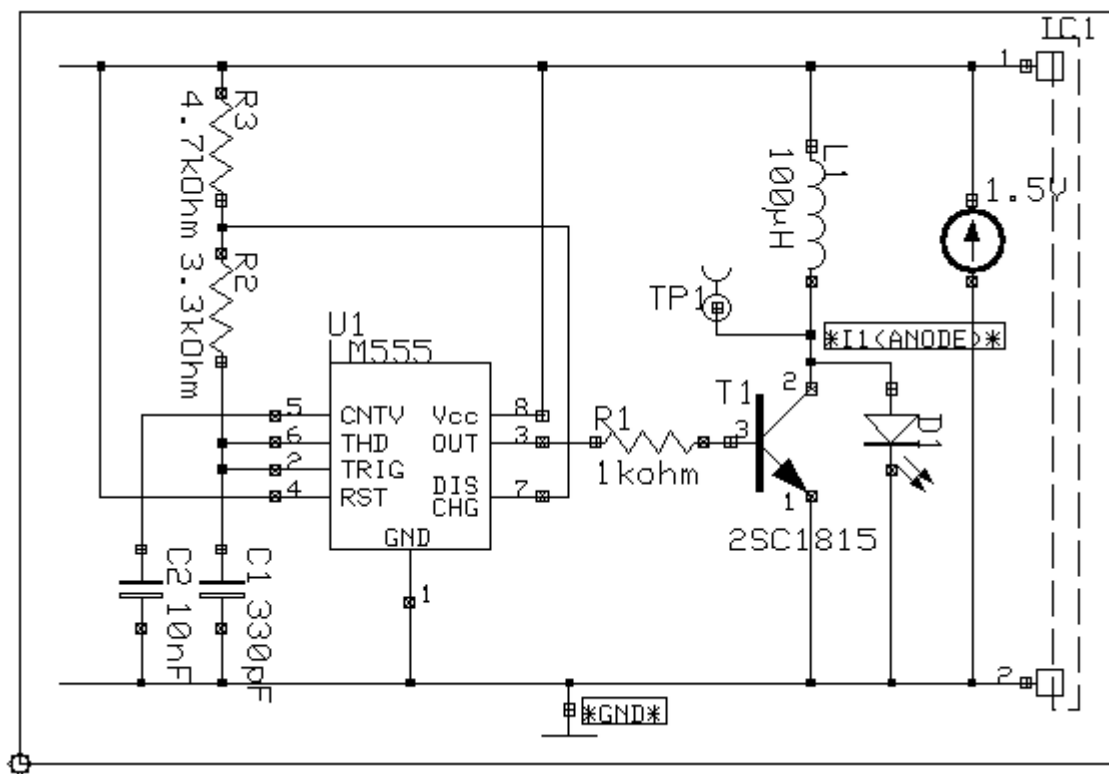 IC1
1
R3
4.7kOhm
1.5V
L1
100µH
R2
3.3kOhm
TP1
*I1(ANODE)*
U1
LM555
5 CNTV Vcc 8
6 THD OUT 3
2 TRIG
4 RST DIS CHG 7
GND
1
R1
1kohm
T1
2
3
1
2SC1815
D1
C2 10nF
C1 330pF
2
*GND*